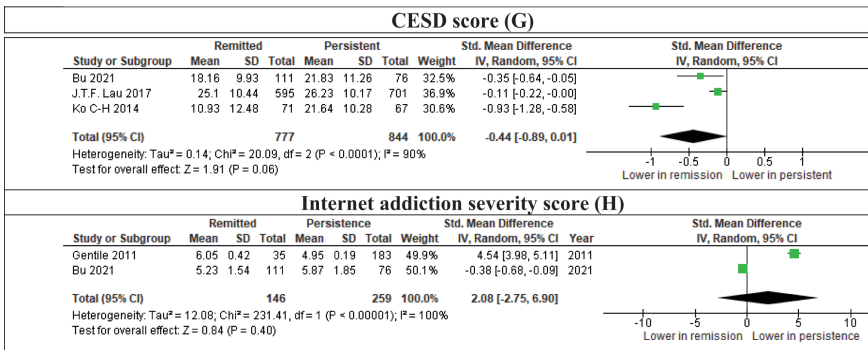 CESD score (G)
Remitted Persistent Std. Mean Difference Std. Mean Difference
Study or Subgroup Mean SD Total Mean SD Total Weight IV, Random, 95% CI IV, Random, 95% CI
Bu 2021 18.16 9.93 111 21.83 11.26 76 32.5% -0.35 [-0.64, -0.05]
J.T.F. Lau 2017 25.1 10.44 595 26.23 10.17 701 36.9% -0.11 [-0.22, -0.00]
Ko C-H 2014 10.93 12.48 71 21.64 10.28 67 30.6% -0.93 [-1.28, -0.58]
Total (95% CI) 777 844 100.0% -0.44 [-0.89, 0.01]
Heterogeneity: Tau² = 0.14; Chi² = 20.09, df = 2 (P < 0.0001); I² = 90%
Test for overall effect: Z = 1.91 (P = 0.06)
-1 -0.5 0 0.5 1
Lower in remission Lower in persistent
Internet addiction severity score (H)
Remitted Persistence Std. Mean Difference Std. Mean Difference
Study or Subgroup Mean SD Total Mean SD Total Weight IV, Random, 95% CI Year IV, Random, 95% CI
Gentile 2011 6.05 0.42 35 4.95 0.19 183 49.9% 4.54 [3.98, 5.11] 2011
Bu 2021 5.23 1.54 111 5.87 1.85 76 50.1% -0.38 [-0.68, -0.09] 2021
Total (95% CI) 146 259 100.0% 2.08 [-2.75, 6.90]
Heterogeneity: Tau² = 12.08; Chi² = 231.41, df = 1 (P < 0.00001); I² = 100%
Test for overall effect: Z = 0.84 (P = 0.40)
-10 -5 0 5 10
Lower in remission Lower in persistence